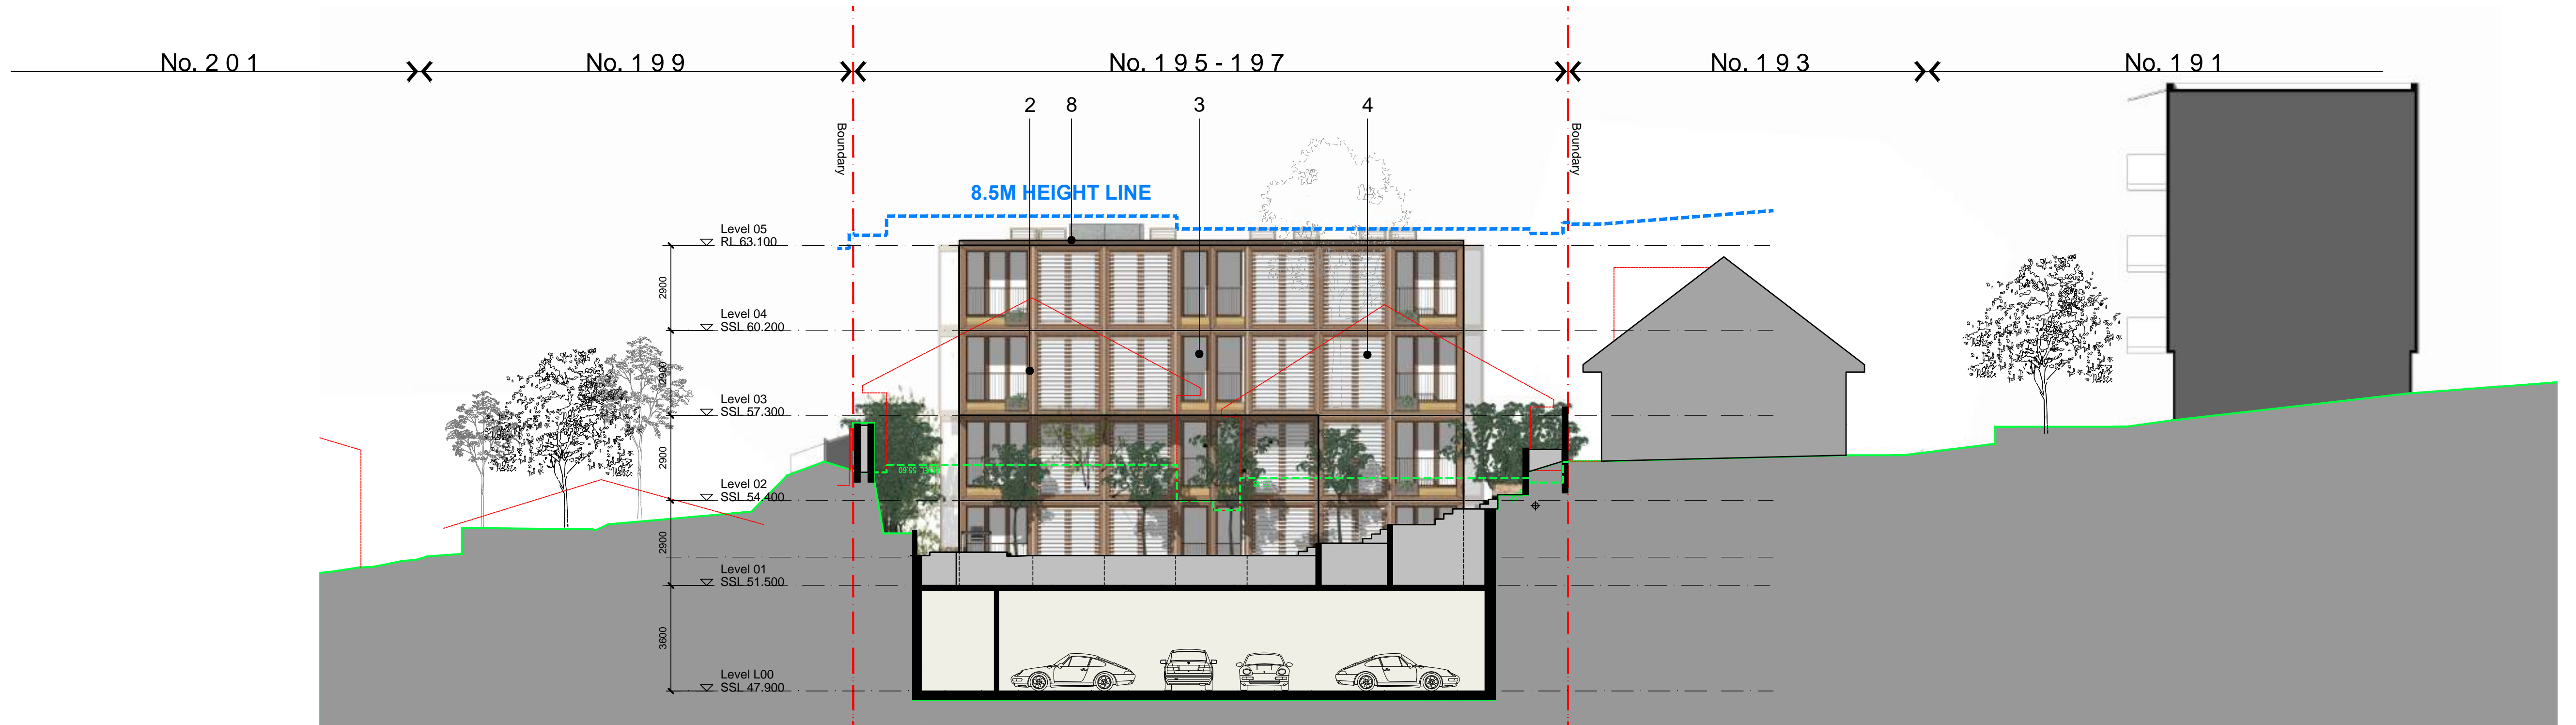 No. 2 0 1
No. 1 9 9
No. 1 9 5 - 1 9 7
No. 1 9 3
No. 1 9 1
2
8
3
4
Boundary
Boundary
8.5M HEIGHT LINE
Level 05
RL 63.100
2900
Level 04
SSL 60.200
2900
Level 03
SSL 57.300
2900
Level 02
SSL 54.400
2900
Level 01
SSL 51.500
3600
Level L00
SSL 47.900